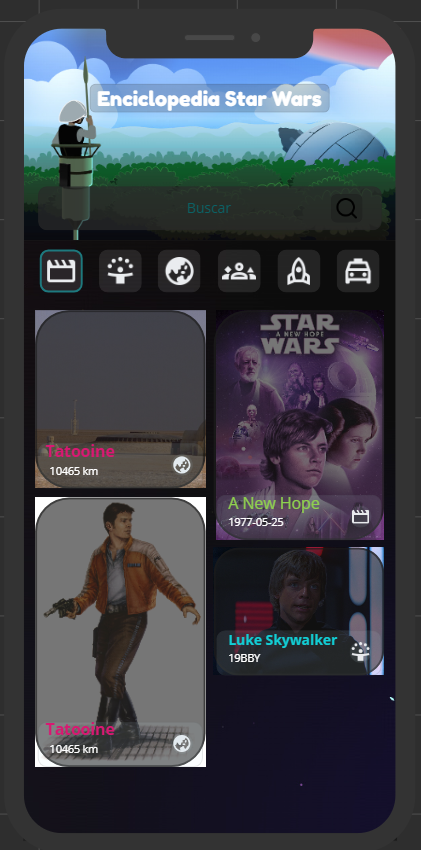 Enciclopedia Star Wars
Buscar
Tatooine
10465 km
STAR
A NEW HOPE
WARS
A New Hope
1977-05-25
Tatooine
10465 km
Luke Skywalker
19BBY